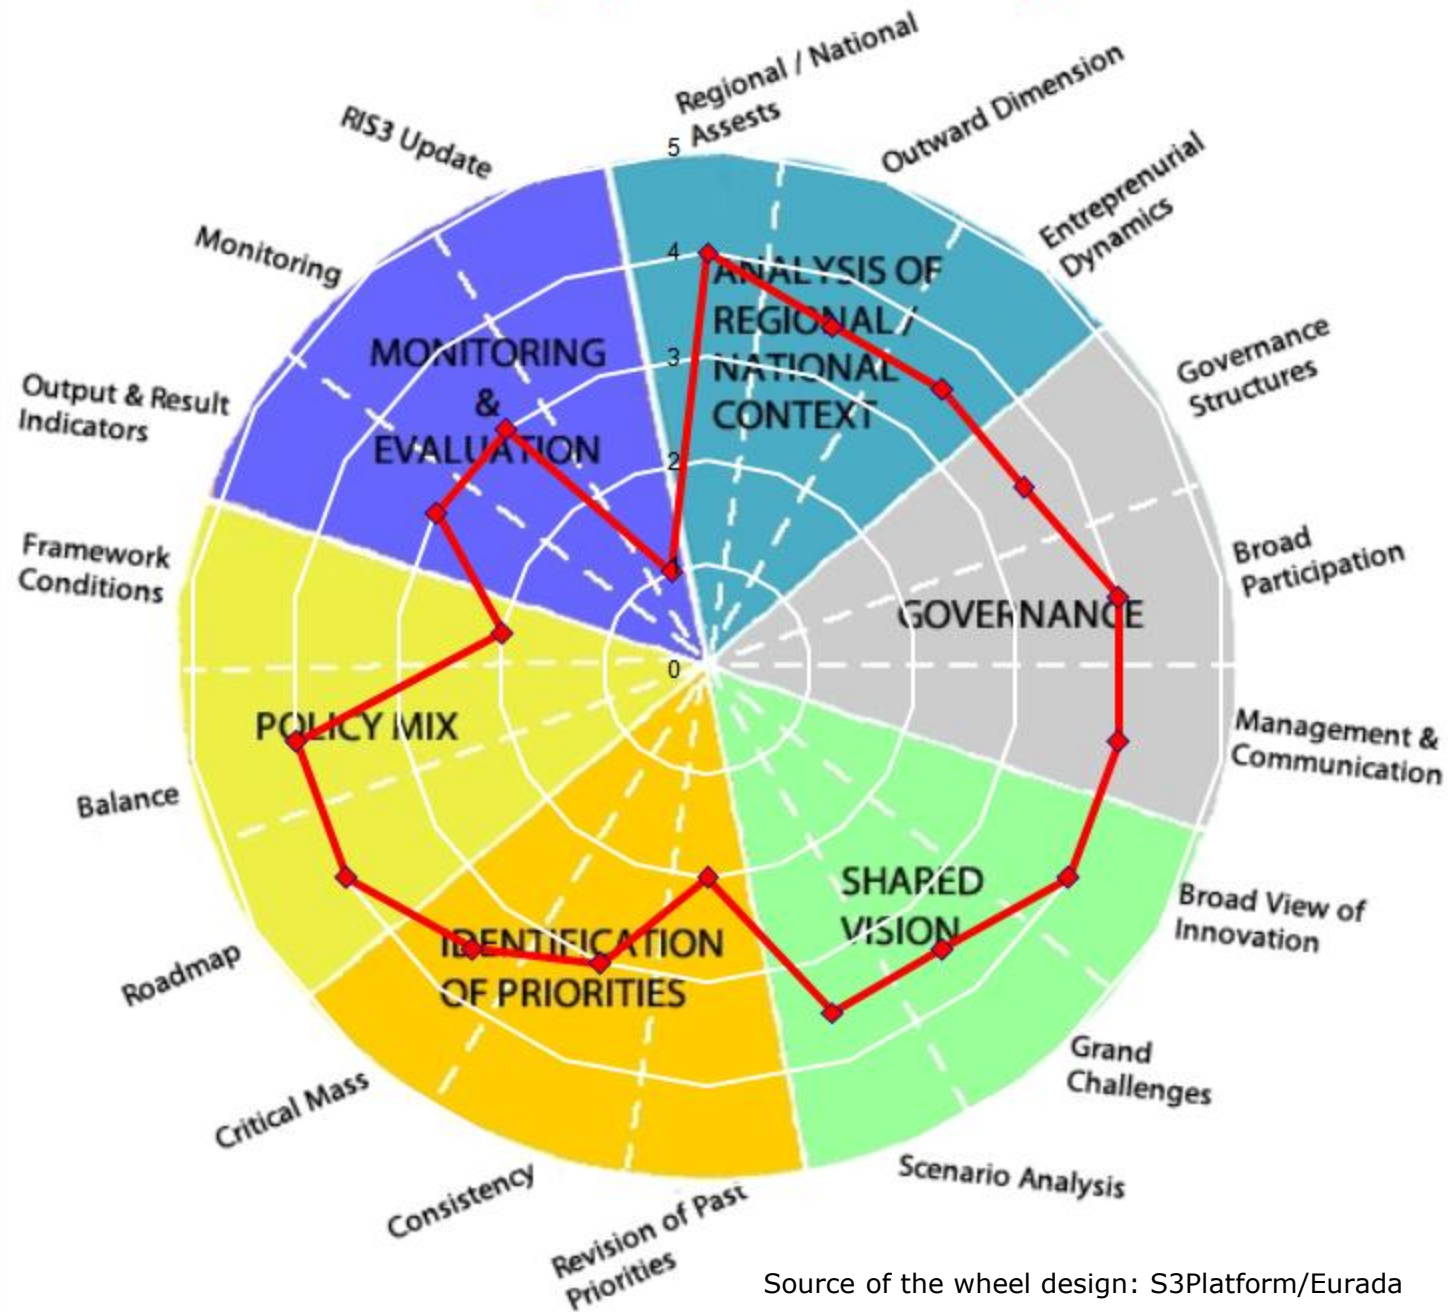 Regional / National
Assests
Outward Dimension
Entreprenurial
Dynamics
Governance
Structures
Broad
Participation
Management &
Communication
Broad View of
Innovation
Grand
Challenges
Scenario Analysis
Revision of Past
Priorities
Consistency
Critical Mass
Roadmap
Balance
Framework
Conditions
Output & Result
Indicators
Monitoring
RIS3 Update
5
4
3
2
1
0
ANALYSIS OF
REGIONAL /
NATIONAL
CONTEXT
GOVERNANCE
SHARED
VISION
IDENTIFICATION
OF PRIORITIES
POLICY MIX
MONITORING
&
EVALUATION
Source of the wheel design: S3Platform/Eurada